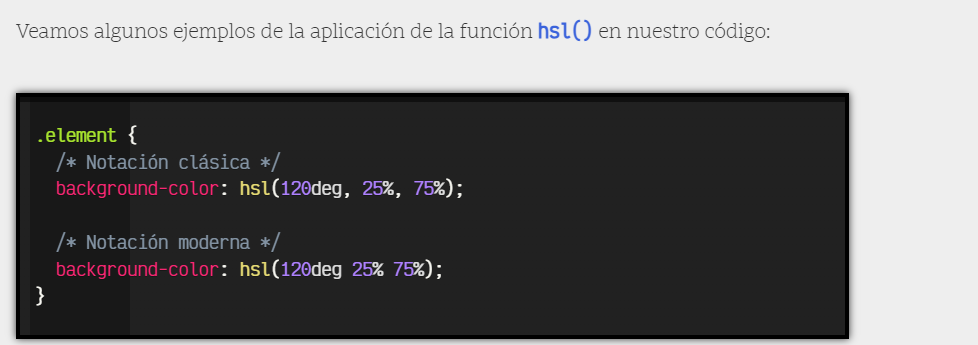 Veamos algunos ejemplos de la aplicación de la función hsl() en nuestro código:
.element {
/* Notación clásica */
background-color: hsl(120deg, 25%, 75%);
/* Notación moderna */
background-color: hsl(120deg 25% 75%);
}